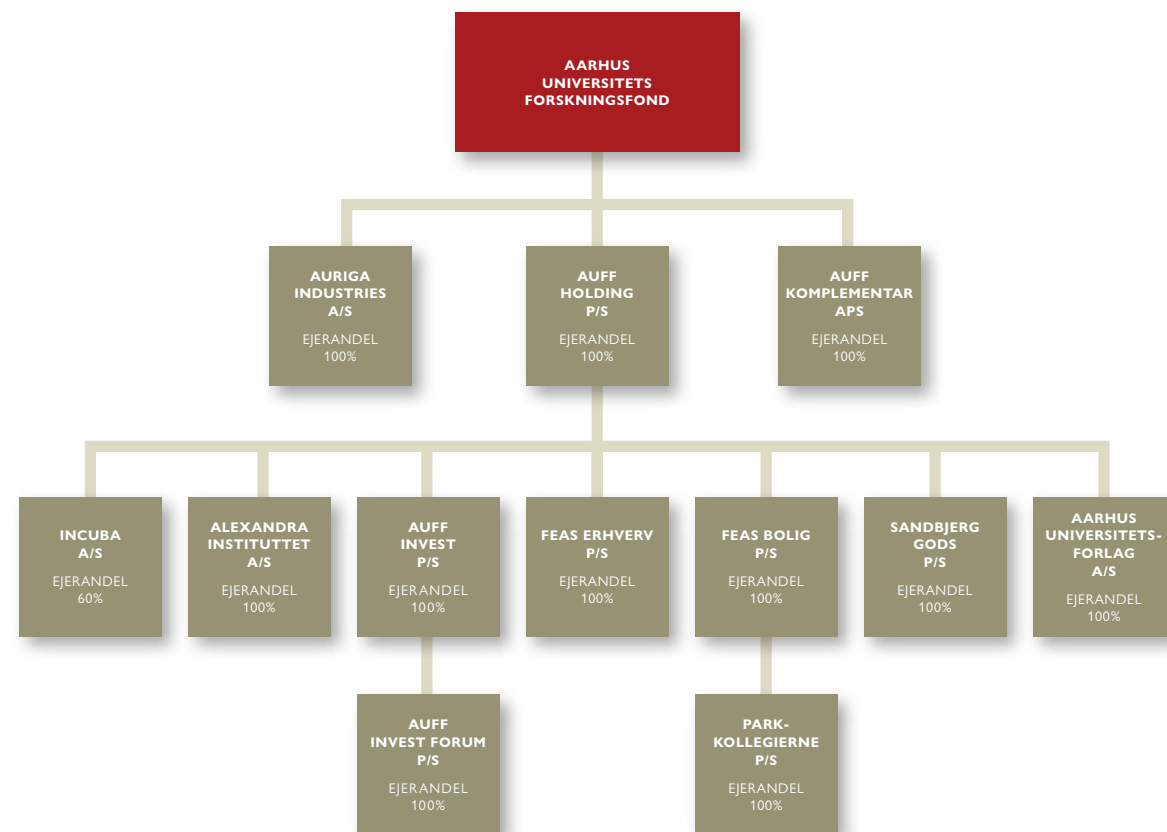 AARHUS
UNIVERSITETS
FORSKNINGSFOND
AURIGA
INDUSTRIES
A/S
EJERANDEL
100%
AUFF
HOLDING
P/S
EJERANDEL
100%
AUFF
KOMPLEMENTAR
APS
EJERANDEL
100%
INCUBA
A/S
EJERANDEL
60%
ALEXANDRA
INSTITUTTET
A/S
EJERANDEL
100%
AUFF
INVEST
P/S
EJERANDEL
100%
FEAS ERHVERV
P/S
EJERANDEL
100%
FEAS BOLIG
P/S
EJERANDEL
100%
SANDBJERG
GODS
P/S
EJERANDEL
100%
AARHUS
UNIVERSITETS-
FORLAG
A/S
EJERANDEL
100%
AUFF
INVEST FORUM
P/S
EJERANDEL
100%
PARK-
KOLLEGIERNE
P/S
EJERANDEL
100%